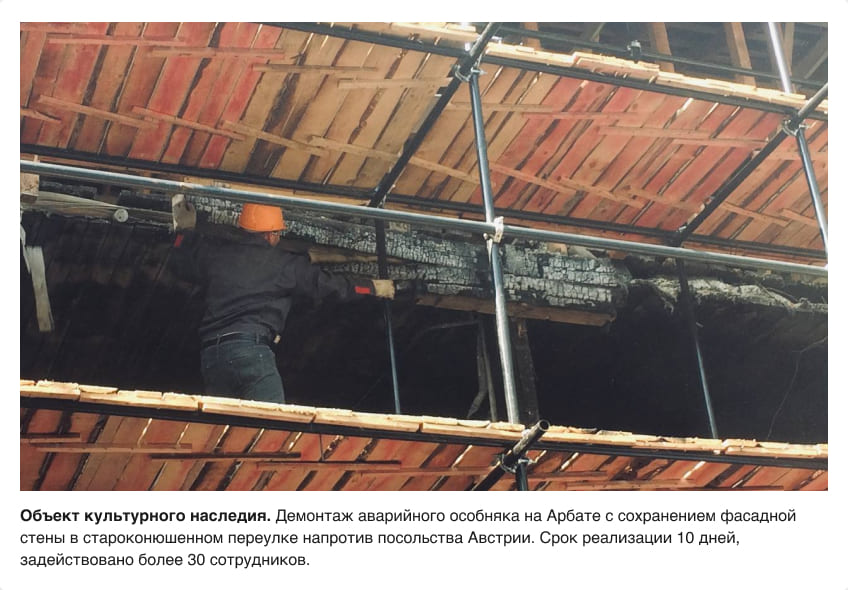 Объект культурного наследия. Демонтаж аварийного особняка на Арбате с сохранением фасадной
стены в староконюшенном переулке напротив посольства Австрии. Срок реализации 10 дней,
задействовано более 30 сотрудников.